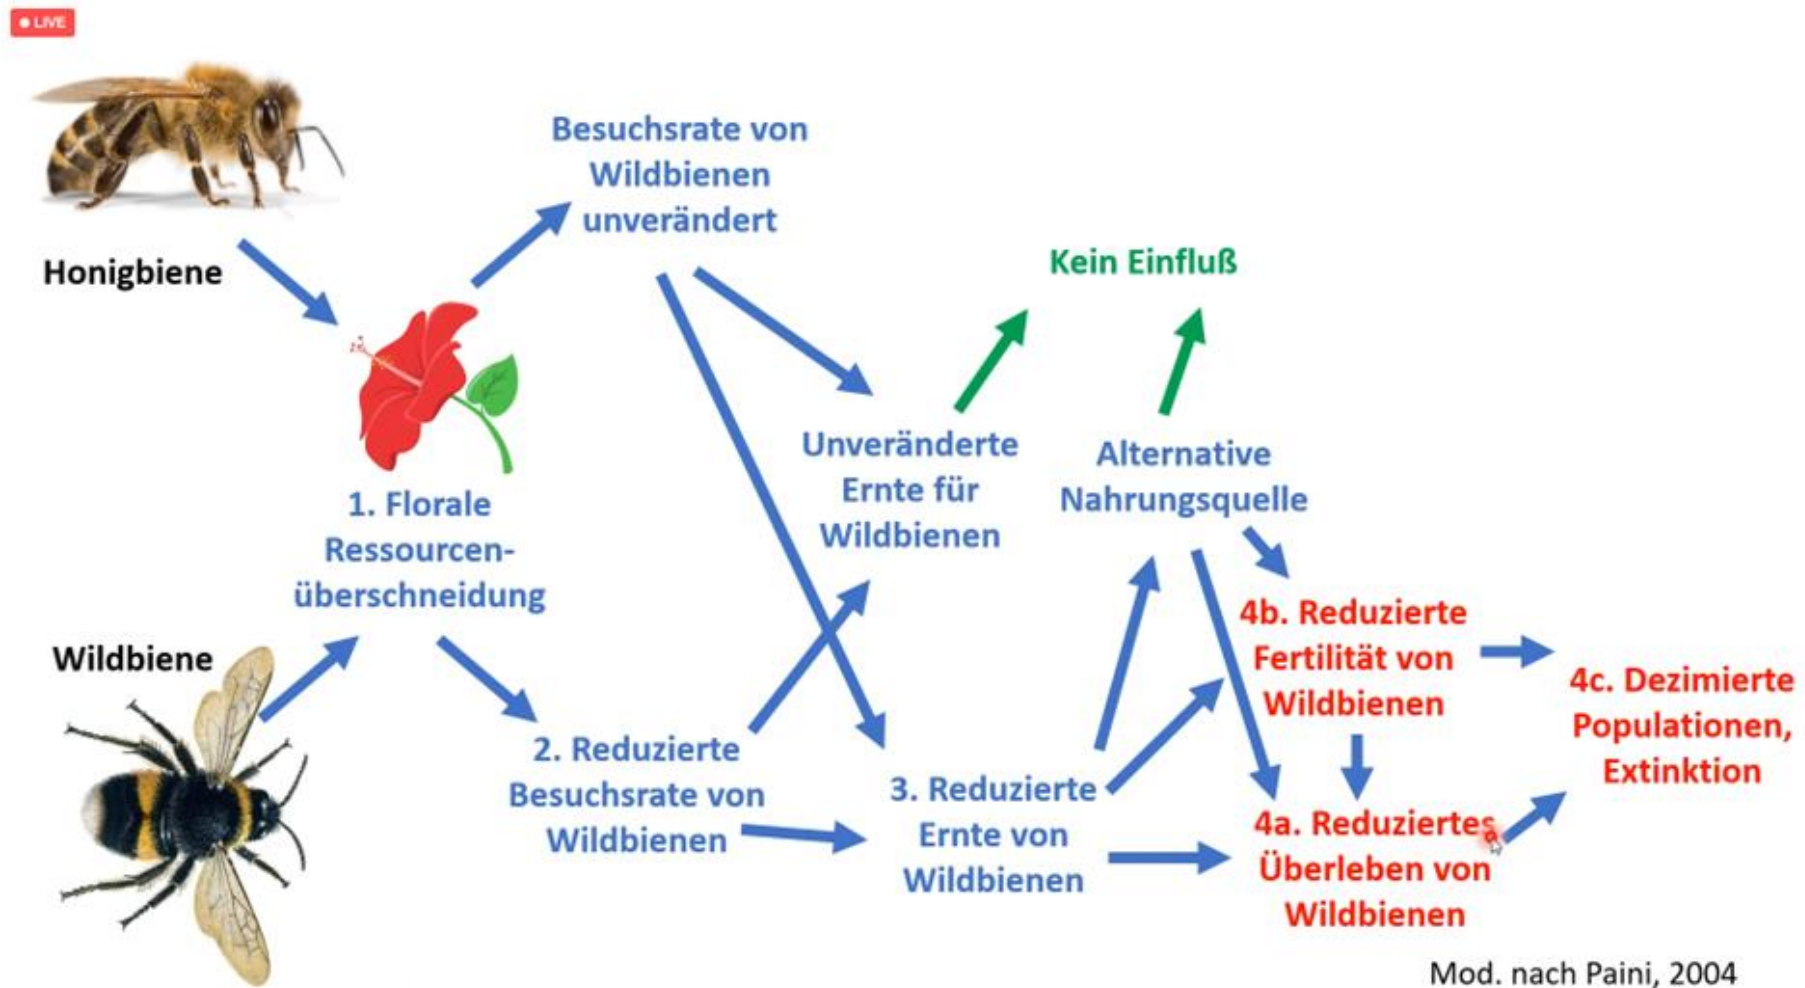 LIVE
Honigbiene
Besuchsrate von
Wildbienen
unverändert
Kein Einfluß
1. Florale
Ressourcen-
überschneidung
Unveränderte
Ernte für
Wildbienen
Alternative
Nahrungsquelle
Wildbiene
2. Reduzierte
Besuchsrate von
Wildbienen
3. Reduzierte
Ernte von
Wildbienen
4b. Reduzierte
Fertilität von
Wildbienen
4a. Reduziertes
Überleben von
Wildbienen
4c. Dezimierte
Populationen,
Extinktion
Mod. nach Paini, 2004